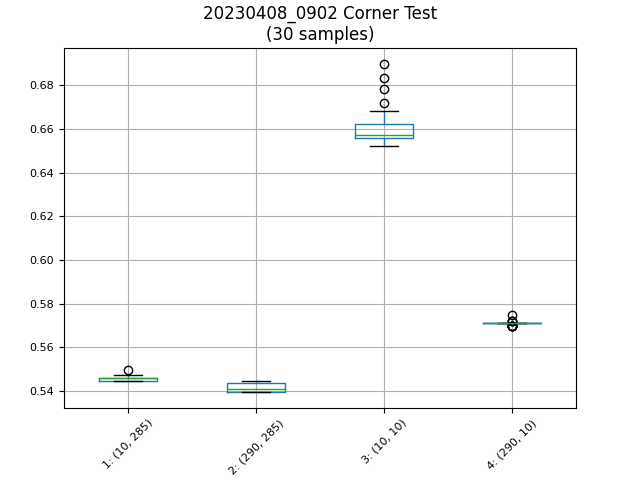 20230408_0902 Corner Test
(30 samples)
0.68
0.66
0.64
0.62
0.60
0.58
0.56
0.54
1: (10, 285)
2: (290, 285)
3: (10, 10)
4: (290, 10)